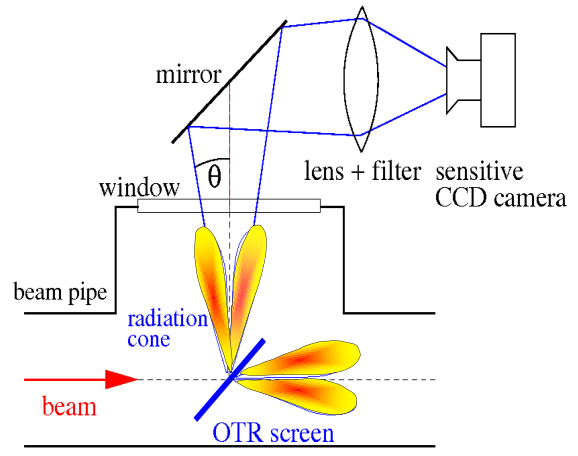 mirror
θ
lens + filter
sensitive
CCD camera
window
beam pipe
radiation
cone
beam
OTR screen